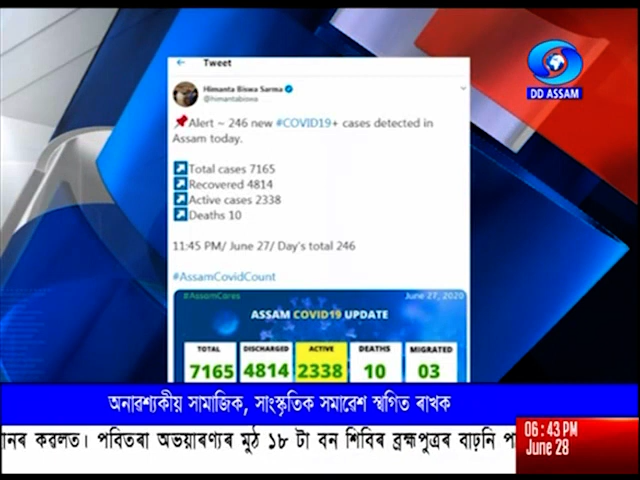 ← Tweet
DD ASSAM
Himanta Biswa Sarma
@himantabiswa
Alert ~ 246 new #COVID19+ cases detected in
Assam today.
Total cases 7165
Recovered 4814
Active cases 2338
Deaths 10
11:45 PM/ June 27/ Day's total 246
#AssamCovidCount
#AssamCares June 27, 2020
ASSAM COVID19 UPDATE
TOTAL DISCHARGED ACTIVE DEATHS MIGRATED
7165 4814 2338 10 03
অনাৱশ্যকীয় সামাজিক, সাংস্কৃতিক সমাৱেশ স্থগিত ৰাখক
ানৰ কৱলত। পবিতৰা অভয়াৰণ্যৰ মুঠ ১৮ টা বন শিবিৰ ব্ৰহ্মপুত্ৰৰ বাঢ়নি প
06:43 PM
June 28